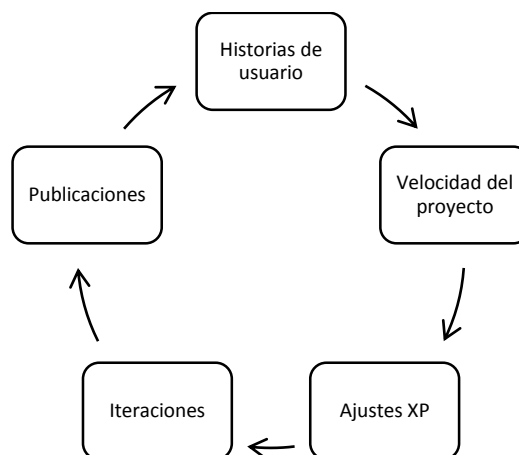 Historias de
usuario
Velocidad del
proyecto
Ajustes XP
Iteraciones
Publicaciones